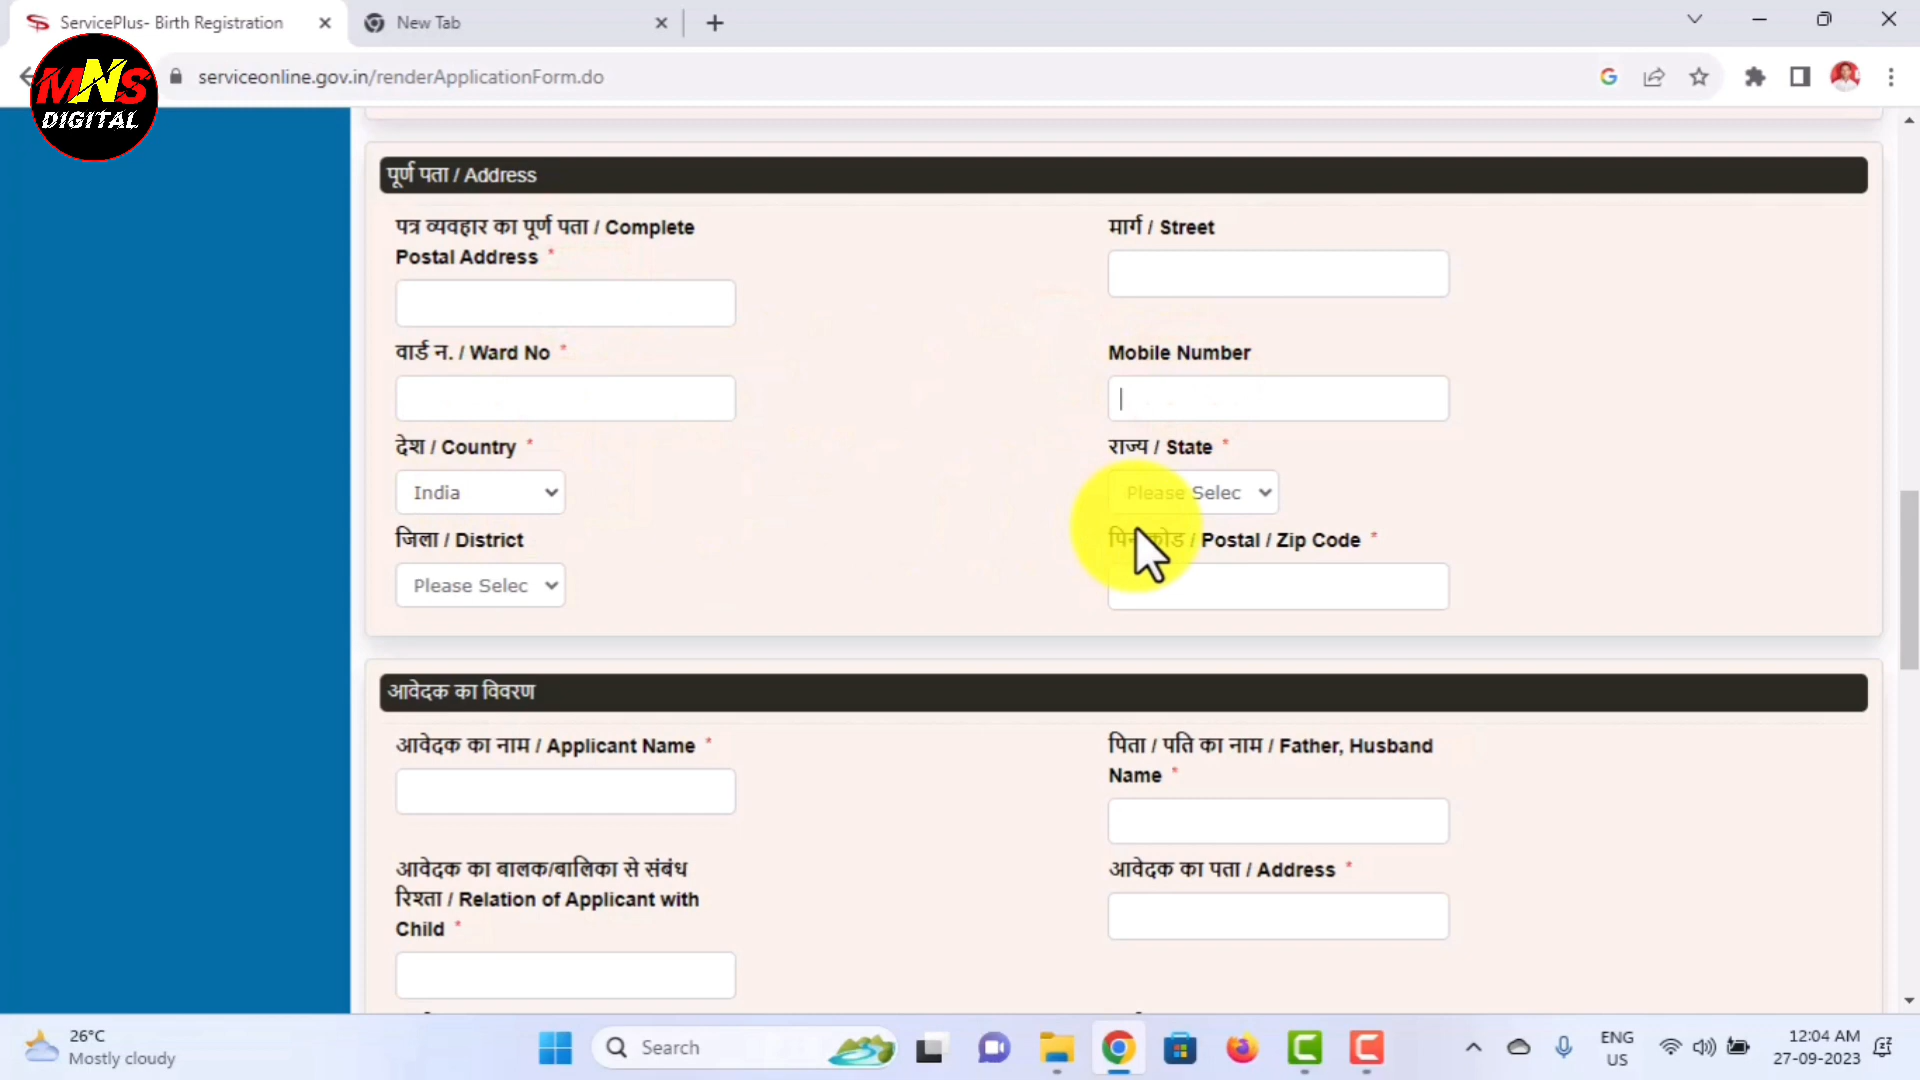 ServicePlus- Birth Registration
New Tab
serviceonline.gov.in/renderApplicationForm.do
MNS
DIGITAL
पूर्ण पता / Address
पत्र व्यवहार का पूर्ण पता / Complete
Postal Address *
मार्ग / Street
वार्ड न. / Ward No *
Mobile Number
देश / Country *
राज्य / State *
India
Please Selec
जिला / District
पिन कोड / Postal / Zip Code *
Please Selec
आवेदक का विवरण
आवेदक का नाम / Applicant Name *
पिता / पति का नाम / Father, Husband
Name *
आवेदक का बालक/बालिका से संबंध
रिश्ता / Relation of Applicant with
Child *
आवेदक का पता / Address *
26°C
Mostly cloudy
Search
ENG
US
12:04 AM
27-09-2023